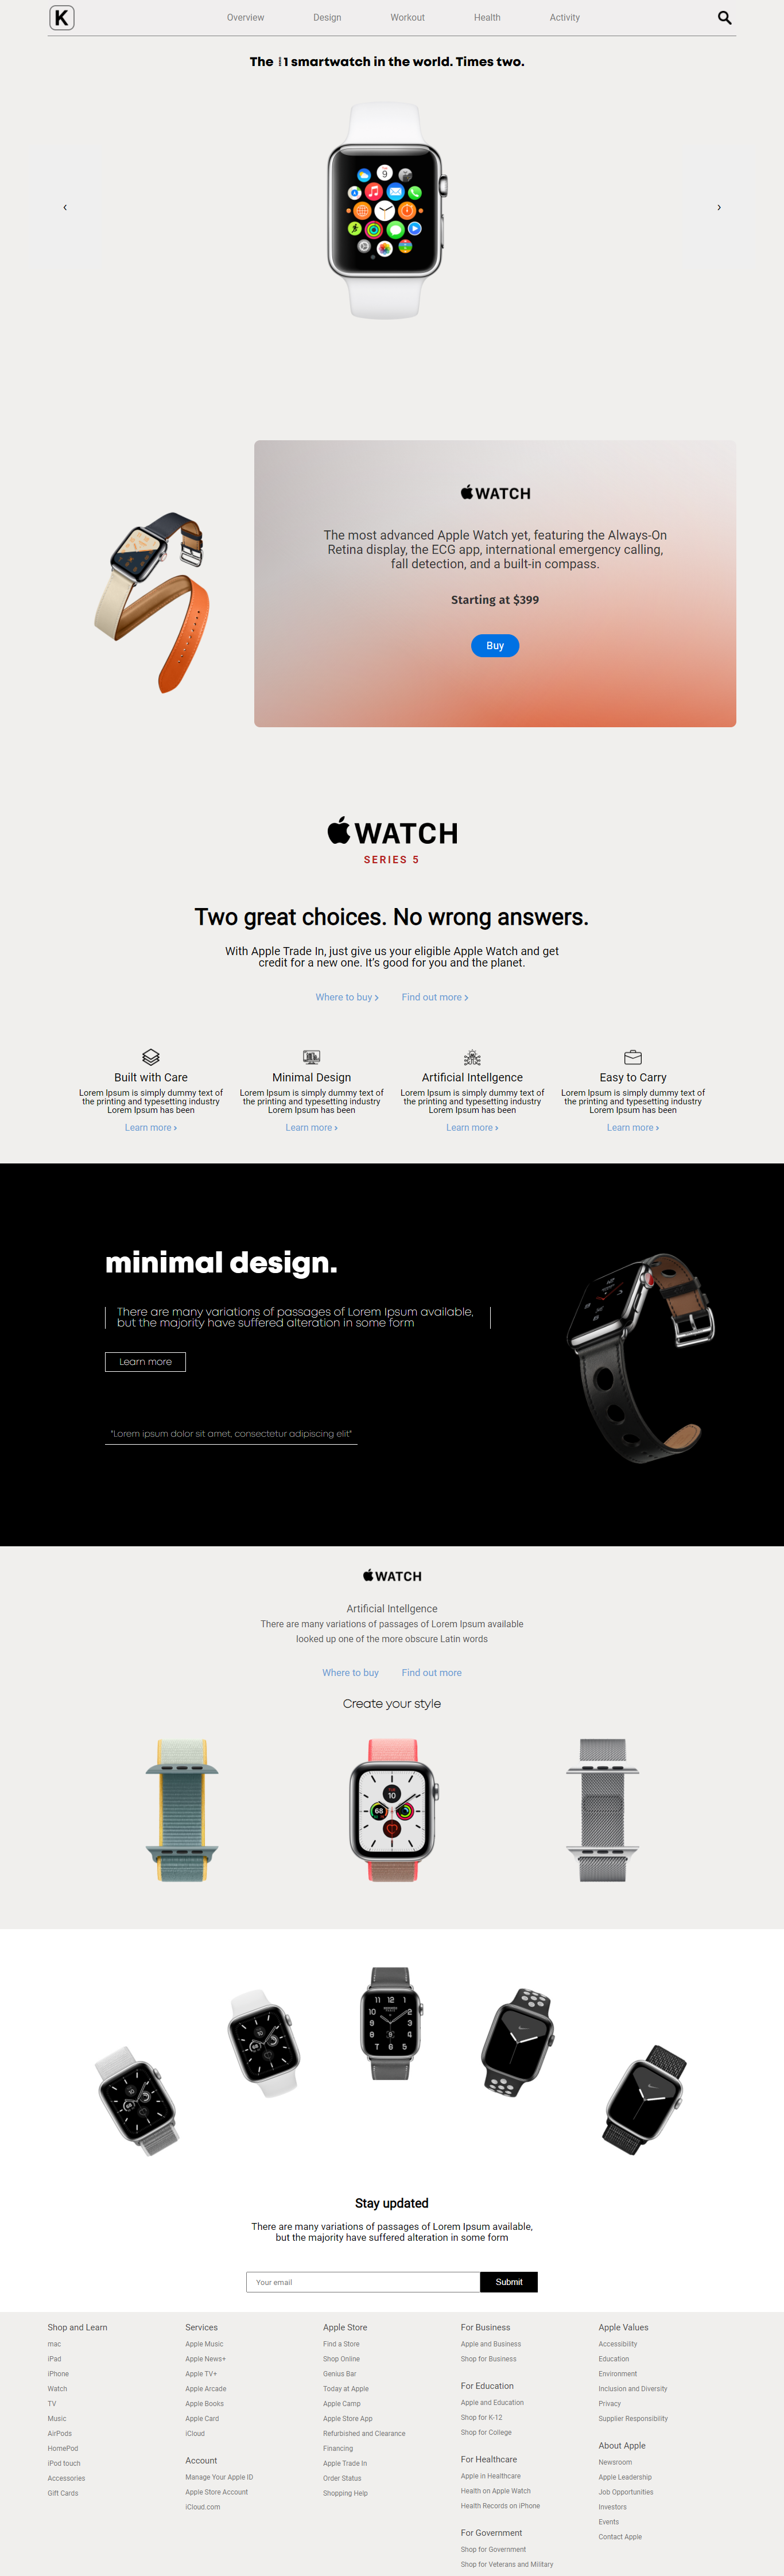 K
Overview Design Workout Health Activity
The 1 smartwatch in the world. Times two.
9
‹ ›
WATCH
The most advanced Apple Watch yet, featuring the Always-On
Retina display, the ECG app, international emergency calling,
fall detection, and a built-in compass.
Starting at $399
Buy
WATCH
SERIES 5
Two great choices. No wrong answers.
With Apple Trade In, just give us your eligible Apple Watch and get
credit for a new one. It’s good for you and the planet.
Where to buy › Find out more ›
Built with Care
Lorem Ipsum is simply dummy text of
the printing and typesetting industry
Lorem Ipsum has been
Learn more ›
Minimal Design
Lorem Ipsum is simply dummy text of
the printing and typesetting industry
Lorem Ipsum has been
Learn more ›
Artificial Intellgence
Lorem Ipsum is simply dummy text of
the printing and typesetting industry
Lorem Ipsum has been
Learn more ›
Easy to Carry
Lorem Ipsum is simply dummy text of
the printing and typesetting industry
Lorem Ipsum has been
Learn more ›
minimal design.
There are many variations of passages of Lorem Ipsum available,
but the majority have suffered alteration in some form
Learn more
"Lorem ipsum dolor sit amet, consectetur adipiscing elit"
WATCH
Artificial Intellgence
There are many variations of passages of Lorem Ipsum available
looked up one of the more obscure Latin words
Where to buy Find out more
Create your style
10
68
11 12 1
10 2
9 3
8 4
6 5
Stay updated
There are many variations of passages of Lorem Ipsum available,
but the majority have suffered alteration in some form
Your email
Submit
Shop and Learn
mac
iPad
iPhone
Watch
TV
Music
AirPods
HomePod
iPod touch
Accessories
Gift Cards
Services
Apple Music
Apple News+
Apple TV+
Apple Arcade
Apple Books
Apple Card
iCloud
Account
Manage Your Apple ID
Apple Store Account
iCloud.com
Apple Store
Find a Store
Shop Online
Genius Bar
Today at Apple
Apple Camp
Apple Store App
Refurbished and Clearance
Financing
Apple Trade In
Order Status
Shopping Help
For Business
Apple and Business
Shop for Business
For Education
Apple and Education
Shop for K-12
Shop for College
For Healthcare
Apple in Healthcare
Health on Apple Watch
Health Records on iPhone
For Government
Shop for Government
Shop for Veterans and Military
Apple Values
Accessibility
Education
Environment
Inclusion and Diversity
Privacy
Supplier Responsibility
About Apple
Newsroom
Apple Leadership
Job Opportunities
Investors
Events
Contact Apple